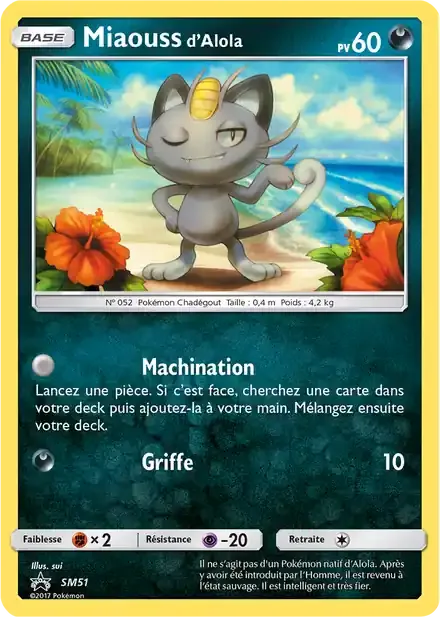 BASE
Miaouss d'Alola
PV 60
N° 052 Pokémon Chadégout Taille : 0,4 m Poids : 4,2 kg
Machination
Lancez une pièce. Si c'est face, cherchez une carte dans
votre deck puis ajoutez-la à votre main. Mélangez ensuite
votre deck.
Griffe 10
Faiblesse ×2 Résistance -20 Retraite
Illus. sui
SM51
©2017 Pokémon
Il ne s'agit pas d'un Pokémon natif d'Alola. Après
y avoir été introduit par l'Homme, il est revenu à
l'état sauvage. Il est intelligent et très fier.